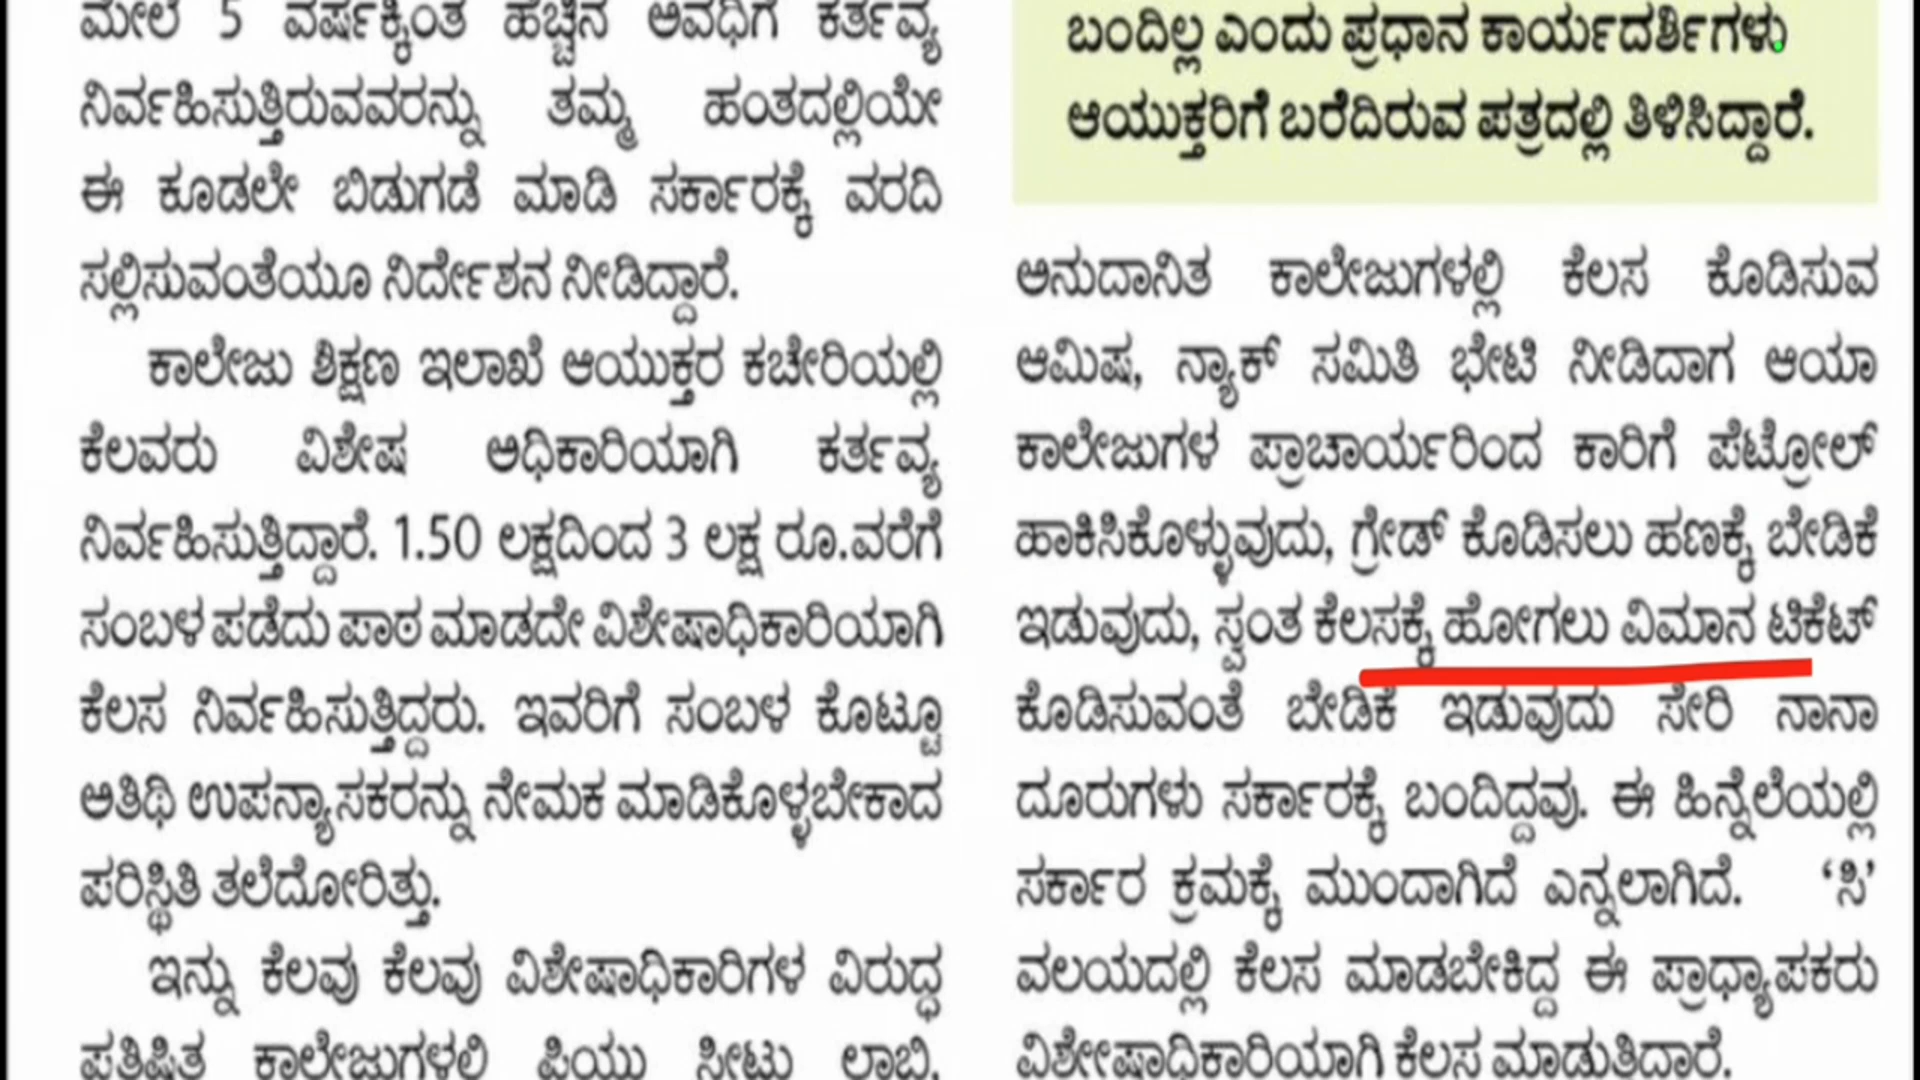 ಮೇಲೆ 5 ವರ್ಷಕ್ಕಿಂತ ಹೆಚ್ಚಿನ ಅವಧಿಗೆ ಕರ್ತವ್ಯ
ನಿರ್ವಹಿಸುತ್ತಿರುವವರನ್ನು ತಮ್ಮ ಹಂತದಲ್ಲಿಯೇ
ಈ ಕೂಡಲೇ ಬಿಡುಗಡೆ ಮಾಡಿ ಸರ್ಕಾರಕ್ಕೆ ವರದಿ
ಸಲ್ಲಿಸುವಂತೆಯೂ ನಿರ್ದೇಶನ ನೀಡಿದ್ದಾರೆ.
ಕಾಲೇಜು ಶಿಕ್ಷಣ ಇಲಾಖೆ ಆಯುಕ್ತರ ಕಚೇರಿಯಲ್ಲಿ
ಕೆಲವರು ವಿಶೇಷ ಅಧಿಕಾರಿಯಾಗಿ ಕರ್ತವ್ಯ
ನಿರ್ವಹಿಸುತ್ತಿದ್ದಾರೆ. 1.50 ಲಕ್ಷದಿಂದ 3 ಲಕ್ಷ ರೂ.ವರೆಗೆ
ಸಂಬಳ ಪಡೆದು ಪಾಠ ಮಾಡದೇ ವಿಶೇಷಾಧಿಕಾರಿಯಾಗಿ
ಕೆಲಸ ನಿರ್ವಹಿಸುತ್ತಿದ್ದರು. ಇವರಿಗೆ ಸಂಬಳ ಕೊಟ್ಟೂ
ಅತಿಥಿ ಉಪನ್ಯಾಸಕರನ್ನು ನೇಮಕ ಮಾಡಿಕೊಳ್ಳಬೇಕಾದ
ಪರಿಸ್ಥಿತಿ ತಲೆದೋರಿತ್ತು.
ಇನ್ನು ಕೆಲವು ಕೆಲವು ವಿಶೇಷಾಧಿಕಾರಿಗಳ ವಿರುದ್ಧ
ಪ್ರತಿಷ್ಠಿತ ಕಾಲೇಜುಗಳಲ್ಲಿ ಪಿಯು ಸೀಟು ಲಾಬಿ,
ಬಂದಿಲ್ಲ ಎಂದು ಪ್ರಧಾನ ಕಾರ್ಯದರ್ಶಿಗಳು
ಆಯುಕ್ತರಿಗೆ ಬರೆದಿರುವ ಪತ್ರದಲ್ಲಿ ತಿಳಿಸಿದ್ದಾರೆ.
ಅನುದಾನಿತ ಕಾಲೇಜುಗಳಲ್ಲಿ ಕೆಲಸ ಕೊಡಿಸುವ
ಆಮಿಷ, ನ್ಯಾಕ್ ಸಮಿತಿ ಭೇಟಿ ನೀಡಿದಾಗ ಆಯಾ
ಕಾಲೇಜುಗಳ ಪ್ರಾಚಾರ್ಯರಿಂದ ಕಾರಿಗೆ ಪೆಟ್ರೋಲ್
ಹಾಕಿಸಿಕೊಳ್ಳುವುದು, ಗ್ರೇಡ್ ಕೊಡಿಸಲು ಹಣಕ್ಕೆ ಬೇಡಿಕೆ
ಇಡುವುದು, ಸ್ವಂತ ಕೆಲಸಕ್ಕೆ ಹೋಗಲು ವಿಮಾನ ಟಿಕೆಟ್
ಕೊಡಿಸುವಂತೆ ಬೇಡಿಕೆ ಇಡುವುದು ಸೇರಿ ನಾನಾ
ದೂರುಗಳು ಸರ್ಕಾರಕ್ಕೆ ಬಂದಿದ್ದವು. ಈ ಹಿನ್ನೆಲೆಯಲ್ಲಿ
ಸರ್ಕಾರ ಕ್ರಮಕ್ಕೆ ಮುಂದಾಗಿದೆ ಎನ್ನಲಾಗಿದೆ. ‘ಸಿ’
ವಲಯದಲ್ಲಿ ಕೆಲಸ ಮಾಡಬೇಕಿದ್ದ ಈ ಪ್ರಾಧ್ಯಾಪಕರು
ವಿಶೇಷಾಧಿಕಾರಿಯಾಗಿ ಕೆಲಸ ಮಾಡುತ್ತಿದ್ದಾರೆ.